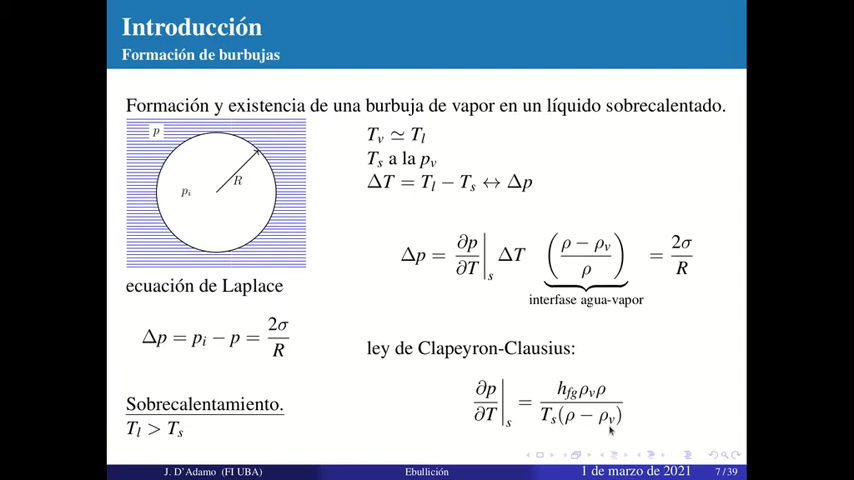 Introducción
Formación de burbujas
Formación y existencia de una burbuja de vapor en un líquido sobrecalentado.
p
R
p_i
ecuación de Laplace
Δp = p_i − p = 2σ/R
Sobrecalentamiento.
T_l > T_s
T_v ≃ T_l
T_s a la p_v
ΔT = T_l − T_s ↔ Δp
Δp = ∂p/∂T|_s ΔT ((ρ − ρ_v)/ρ) = 2σ/R
interfase agua-vapor
ley de Clapeyron-Clausius:
∂p/∂T|_s = h_fg ρ_v ρ / T_s(ρ − ρ_v)
J. D'Adamo (FI UBA) Ebullición 1 de marzo de 2021 7/39